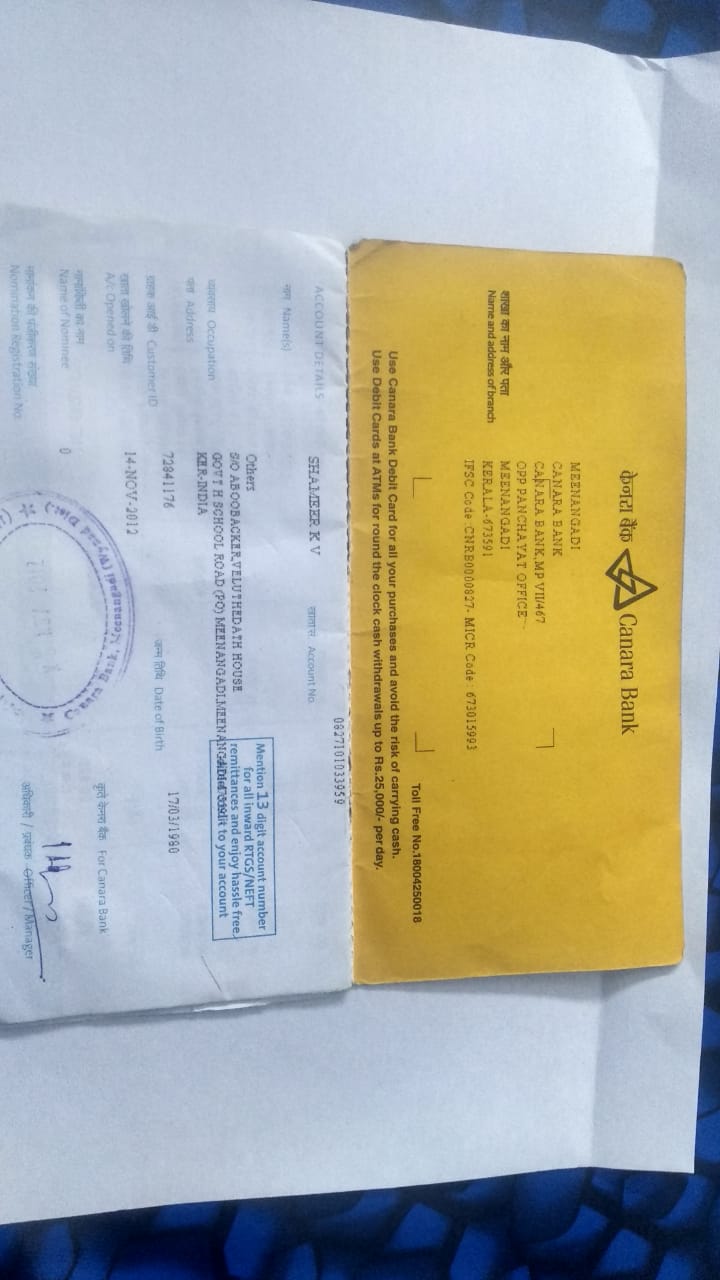 केनरा बैंक Canara Bank
शाखा का नाम और पता
Name and address of branch
MEENANGADI
CANARA BANK
CANARA BANK,MP VII/467
OPP PANCHAYAT OFFICE
MEENANGADI
KERALA-673591
IFSC Code :CNRB0000827- MICR Code : 673015993
Toll Free No.18004250018
Use Canara Bank Debit Card for all your purchases and avoid the risk of carrying cash.
Use Debit Cards at ATMs for round the clock cash withdrawals up to Rs.25,000/- per day.
0827101033959
ACCOUNT DETAILS
नाम Name(s) SHAMEER K V Account No
Mention 13 digit account number
for all inward RTGS/NEFT
remittances and enjoy hassle free
credit to your account
व्यवसाय Occupation Others
पता Address S/O ABOOBACKER,VELUTHEDATH HOUSE
GOVT H SCHOOL ROAD (PO) MEENANGADI,MEENANGADI
KER-INDIA
ग्राहक आई डी Customer ID 72841176 जन्म तिथि Date of Birth 17/03/1980
खाता खोलने की तिथि
A/c Opened on 14-NOV-2012
कृते केनरा बैंक For Canara Bank
नामिती का नाम
Name of Nominee 0
Nomination Registration No.
अधिकारी / प्रबंधक Officer / Manager
Canara Bank, Meenangadi (Wynad Dist.)